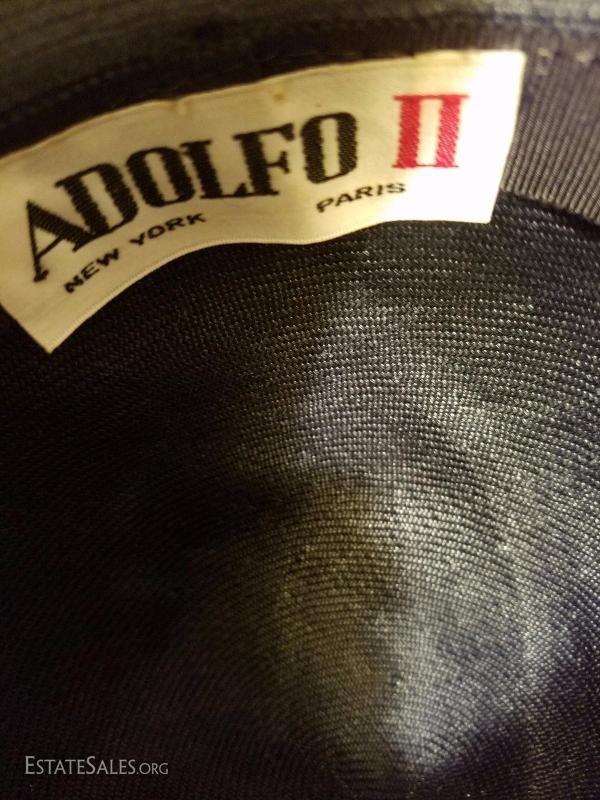 ADOLFO II
NEW YORK PARIS
ESTATESALES.ORG